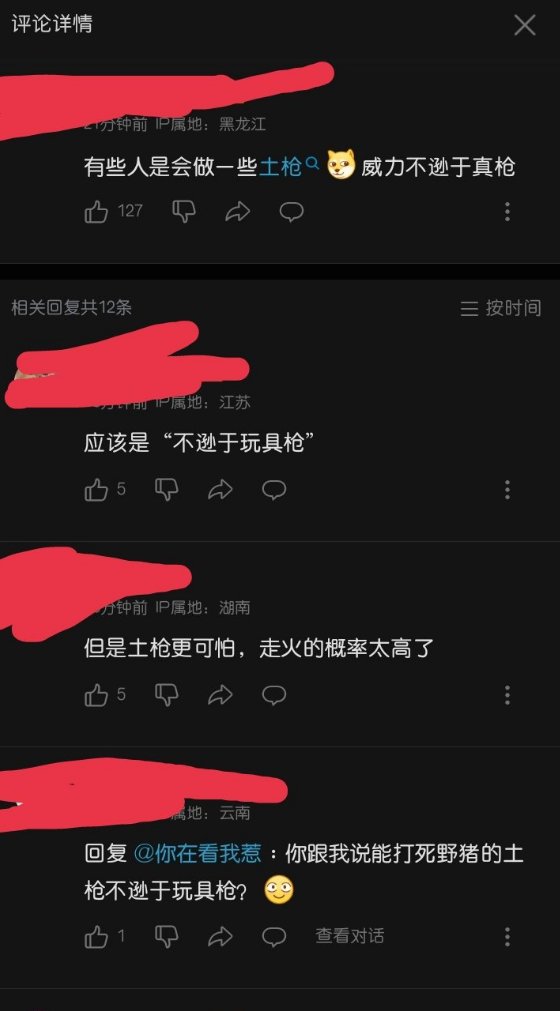 评论详情
21分钟前 IP属地：黑龙江
有些人是会做一些土枪 威力不逊于真枪
127
相关回复共12条 按时间
分钟前 IP属地：江苏
应该是“不逊于玩具枪”
5
分钟前 IP属地：湖南
但是土枪更可怕，走火的概率太高了
5
属地：云南
回复 @你在看我惹：你跟我说能打死野猪的土
枪不逊于玩具枪？
1 查看对话